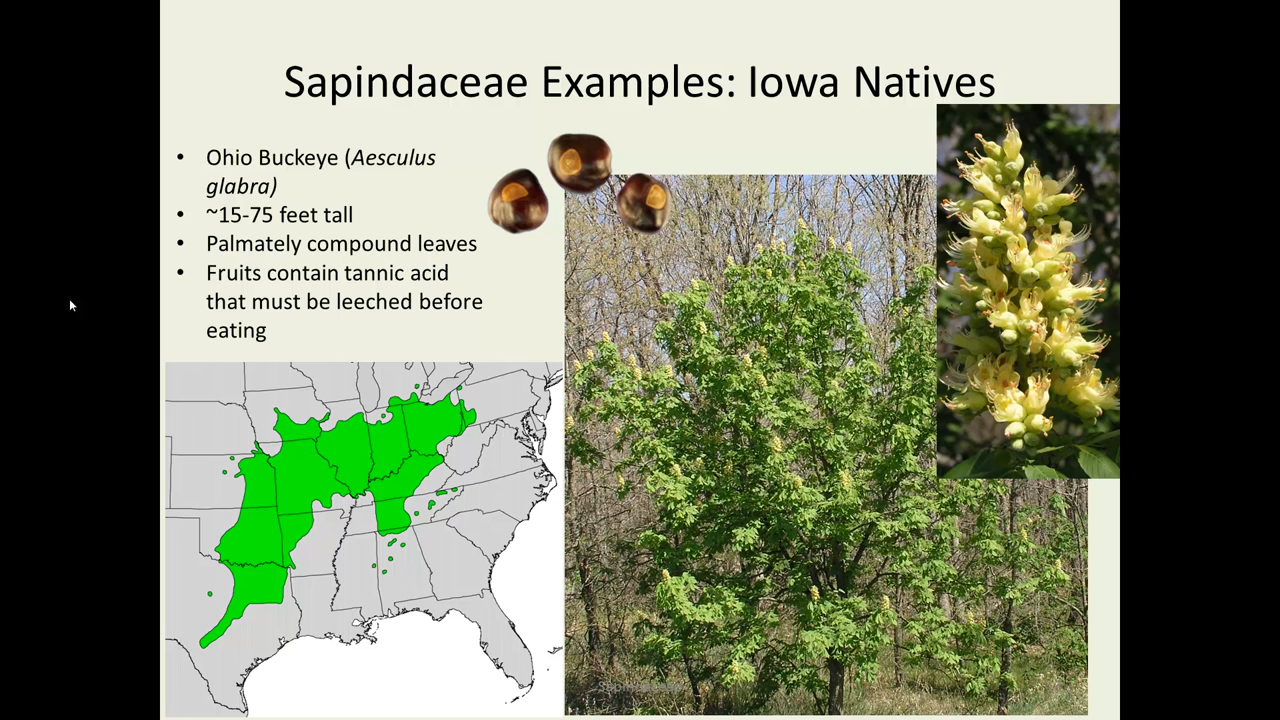 Sapindaceae Examples: Iowa Natives
• Ohio Buckeye (Aesculus
glabra)
• ~15-75 feet tall
• Palmately compound leaves
• Fruits contain tannic acid
that must be leeched before
eating
Sapindaceae